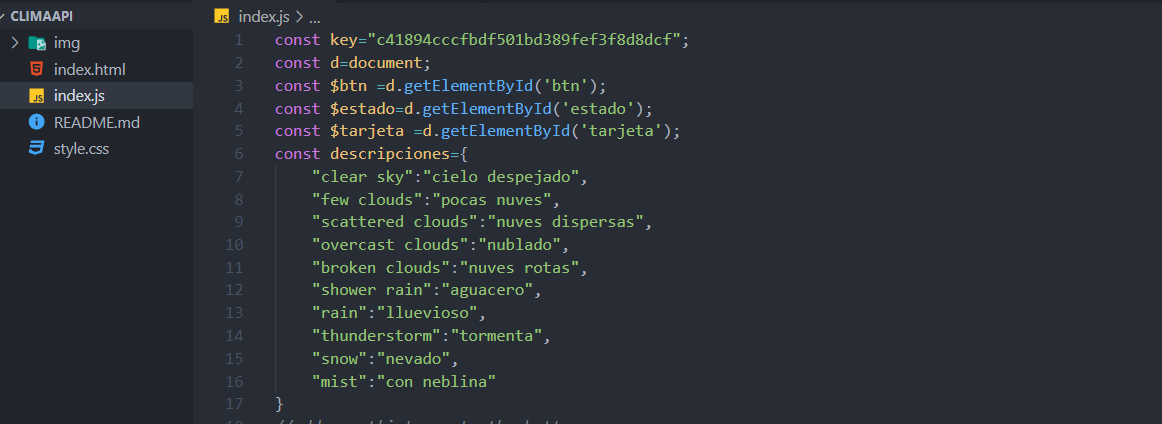 CLIMAAPI
img
index.html
index.js
README.md
style.css
index.js > ...
1 const key="c41894cccfbdf501bd389fef3f8d8dcf";
2 const d=document;
3 const $btn =d.getElementById('btn');
4 const $estado=d.getElementById('estado');
5 const $tarjeta =d.getElementById('tarjeta');
6 const descripciones={
7 "clear sky":"cielo despejado",
8 "few clouds":"pocas nuves",
9 "scattered clouds":"nuves dispersas",
10 "overcast clouds":"nublado",
11 "broken clouds":"nuves rotas",
12 "shower rain":"aguacero",
13 "rain":"lluevioso",
14 "thunderstorm":"tormenta",
15 "snow":"nevado",
16 "mist":"con neblina"
17 }